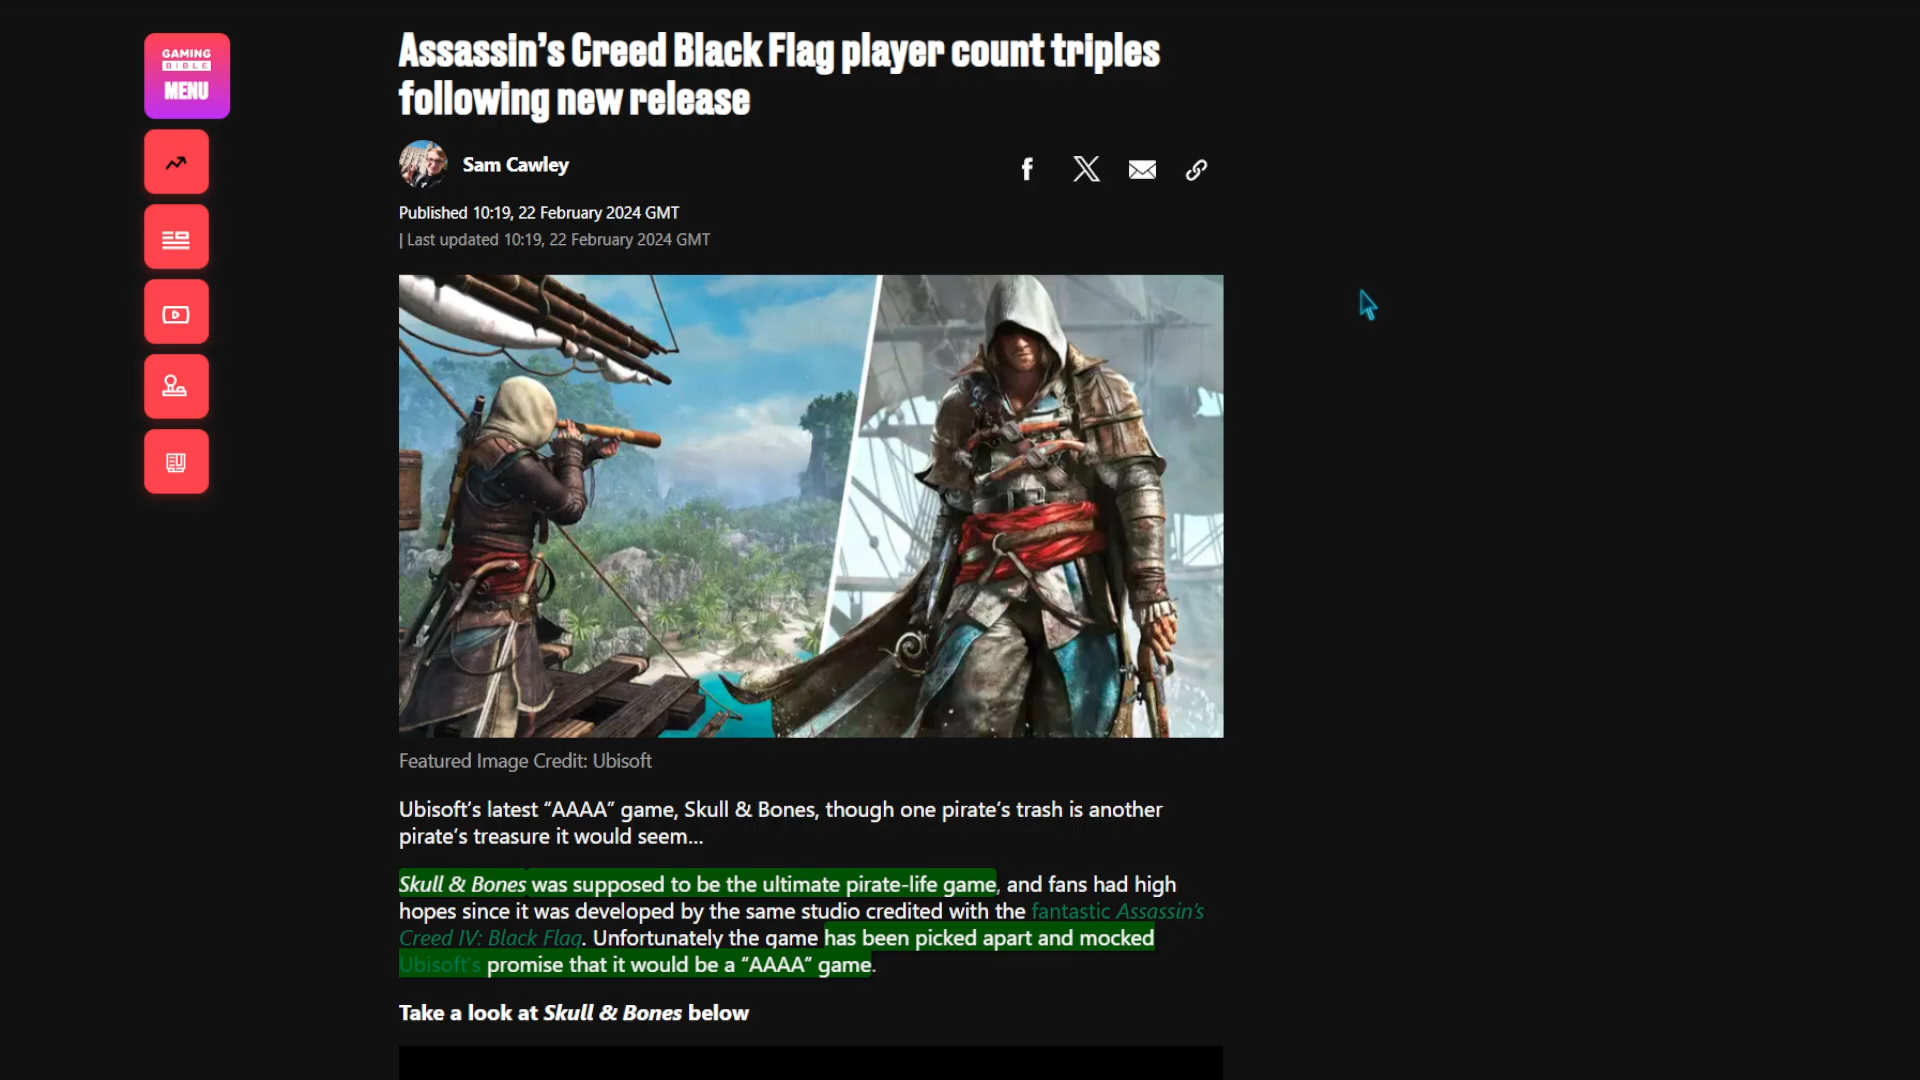 GAMING
BIBLE
MENU
Assassin’s Creed Black Flag player count triples
following new release
Sam Cawley
Published 10:19, 22 February 2024 GMT
| Last updated 10:19, 22 February 2024 GMT
Featured Image Credit: Ubisoft
Ubisoft’s latest “AAAA” game, Skull & Bones, though one pirate’s trash is another
pirate’s treasure it would seem...
Skull & Bones was supposed to be the ultimate pirate-life game, and fans had high
hopes since it was developed by the same studio credited with the fantastic Assassin’s
Creed IV: Black Flag. Unfortunately the game has been picked apart and mocked
Ubisoft’s promise that it would be a “AAAA” game.
Take a look at Skull & Bones below